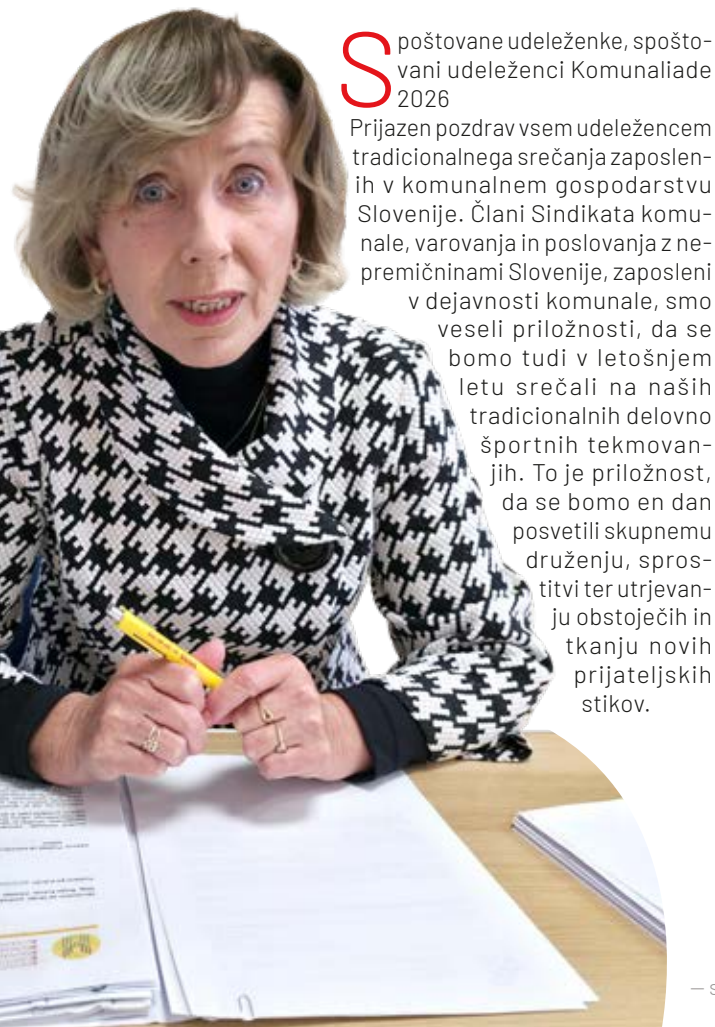 Spoštovane udeleženke, spošto-
vani udeleženci Komunaliade
2026
Prijazen pozdrav vsem udeležencem
tradicionalnega srečanja zaposlen-
ih v komunalnem gospodarstvu
Slovenije. Člani Sindikata komu-
nale, varovanja in poslovanja z ne-
premičninami Slovenije, zaposleni
v dejavnosti komunale, smo
veseli priložnosti, da se
bomo tudi v letošnjem
letu srečali na naših
tradicionalnih delovno
športnih tekmovan-
jih. To je priložnost,
da se bomo en dan
posvetili skupnemu
druženju, spros-
titvi ter utrjevan-
ju obstoječih in
tkanju novih
prijateljskih
stikov.